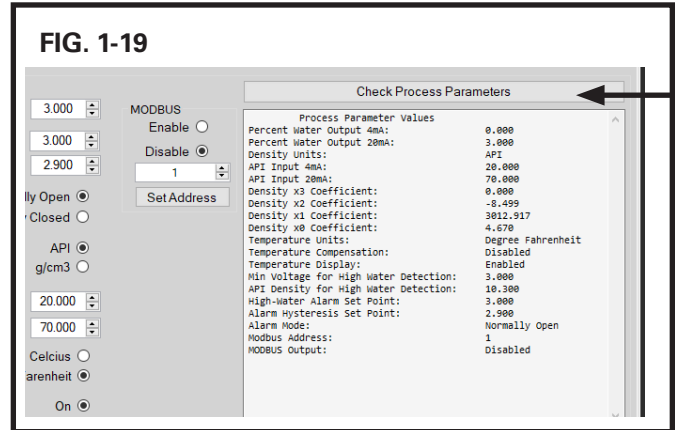 FIG. 1-19
Check Process Parameters
3.000
3.000
2.900
lly Open
Closed
API
g/cm3
20.000
70.000
Celcius
arenheit
On
MODBUS
Enable
Disable
1
Set Address
Process Parameter Values
Percent Water Output 4mA: 0.000
Percent Water Output 20mA: 3.000
Density Units: API
API Input 4mA: 20.000
API Input 20mA: 70.000
Density x3 Coefficient: 0.000
Density x2 Coefficient: -8.499
Density x1 Coefficient: 3012.917
Density x0 Coefficient: 4.670
Temperature Units: Degree Fahrenheit
Temperature Compensation: Disabled
Temperature Display: Enabled
Min Voltage for High Water Detection: 3.000
API Density for High Water Detection: 10.300
High-Water Alarm Set Point: 3.000
Alarm Hysteresis Set Point: 2.900
Alarm Mode: Normally Open
Modbus Address: 1
MODBUS Output: Disabled